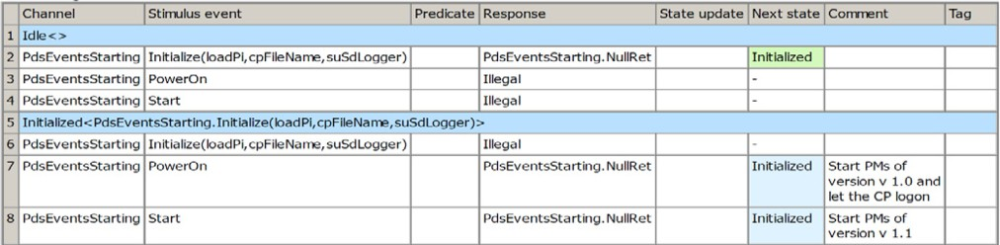 Channel Stimulus event Predicate Response State update Next state Comment Tag
1 Idle<>
2 PdsEventsStarting Initialize(loadPi,cpFileName,suSdLogger) PdsEventsStarting.NullRet Initialized
3 PdsEventsStarting PowerOn Illegal -
4 PdsEventsStarting Start Illegal -
5 Initialized<PdsEventsStarting.Initialize(loadPi,cpFileName,suSdLogger)>
6 PdsEventsStarting Initialize(loadPi,cpFileName,suSdLogger) Illegal -
7 PdsEventsStarting PowerOn PdsEventsStarting.NullRet Initialized Start PMs of
version v 1.0 and
let the CP logon
8 PdsEventsStarting Start PdsEventsStarting.NullRet Initialized Start PMs of
version v 1.1